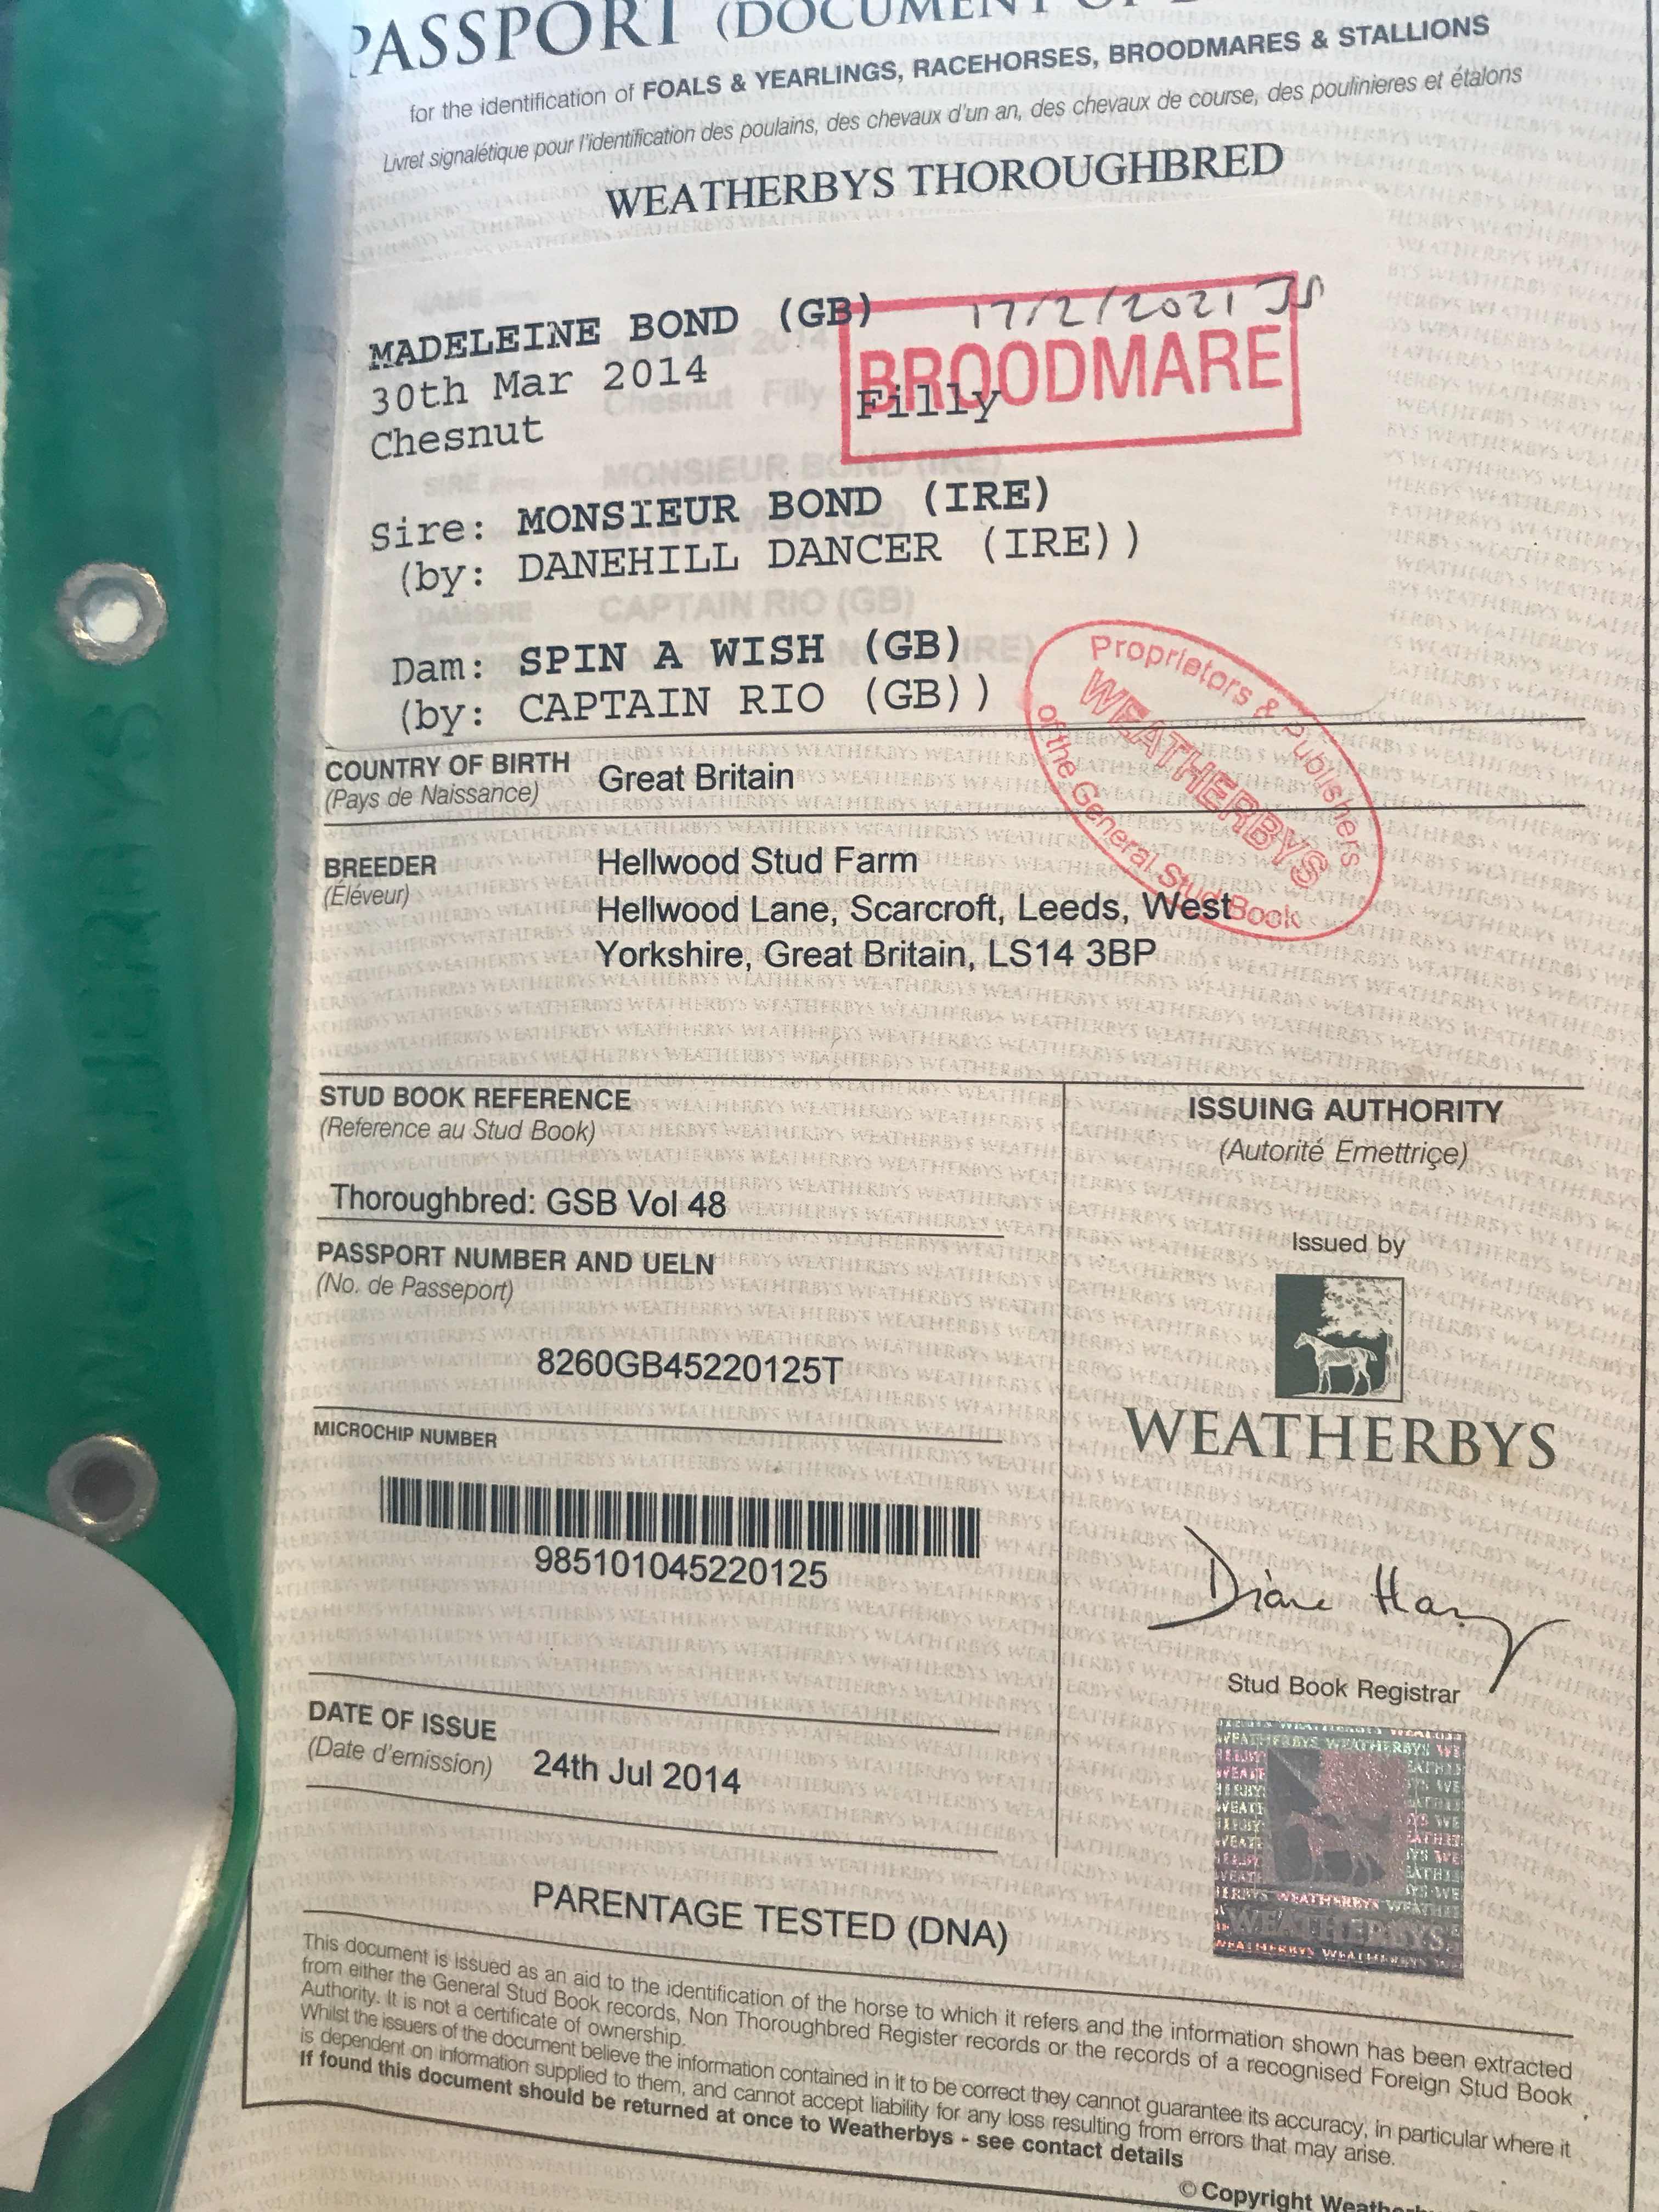 PASSPORT (DOCUMENT OF
for the identification of FOALS & YEARLINGS, RACEHORSES, BROODMARES & STALLIONS
Livret signalétique pour l'identification des poulains, des chevaux d'un an, des chevaux de course, des poulinieres et étalons
WEATHERBYS THOROUGHBRED
MADELEINE BOND (GB)
17/2/2021 JS
30th Mar 2014
BROODMARE
Filly
Chesnut
Sire: MONSIEUR BOND (IRE)
(by: DANEHILL DANCER (IRE))
Dam: SPIN A WISH (GB)
(by: CAPTAIN RIO (GB))
Proprietors & Publishers
WEATHERBYS
of the General Stud Book
COUNTRY OF BIRTH Great Britain
(Pays de Naissance)
BREEDER Hellwood Stud Farm
(Éléveur)
Hellwood Lane, Scarcroft, Leeds, West
Yorkshire, Great Britain, LS14 3BP
STUD BOOK REFERENCE
(Reference au Stud Book)
Thoroughbred: GSB Vol 48
PASSPORT NUMBER AND UELN
(No. de Passeport)
8260GB45220125T
MICROCHIP NUMBER
985101045220125
DATE OF ISSUE
(Date d'emission) 24th Jul 2014
ISSUING AUTHORITY
(Autorité Emettriçe)
Issued by
WEATHERBYS
Diane Harry
Stud Book Registrar
WEATHERBYS
PARENTAGE TESTED (DNA)
This document is issued as an aid to the identification of the horse to which it refers and the information shown has been extracted
from either the General Stud Book records, Non Thoroughbred Register records or the records of a recognised Foreign Stud Book
Authority. It is not a certificate of ownership.
Whilst the issuers of the document believe the information contained in it to be correct they cannot guarantee its accuracy, in particular where it
is dependent on information supplied to them, and cannot accept liability for any loss resulting from errors that may arise.
If found this document should be returned at once to Weatherbys - see contact details
© Copyright
WEATHERBYS